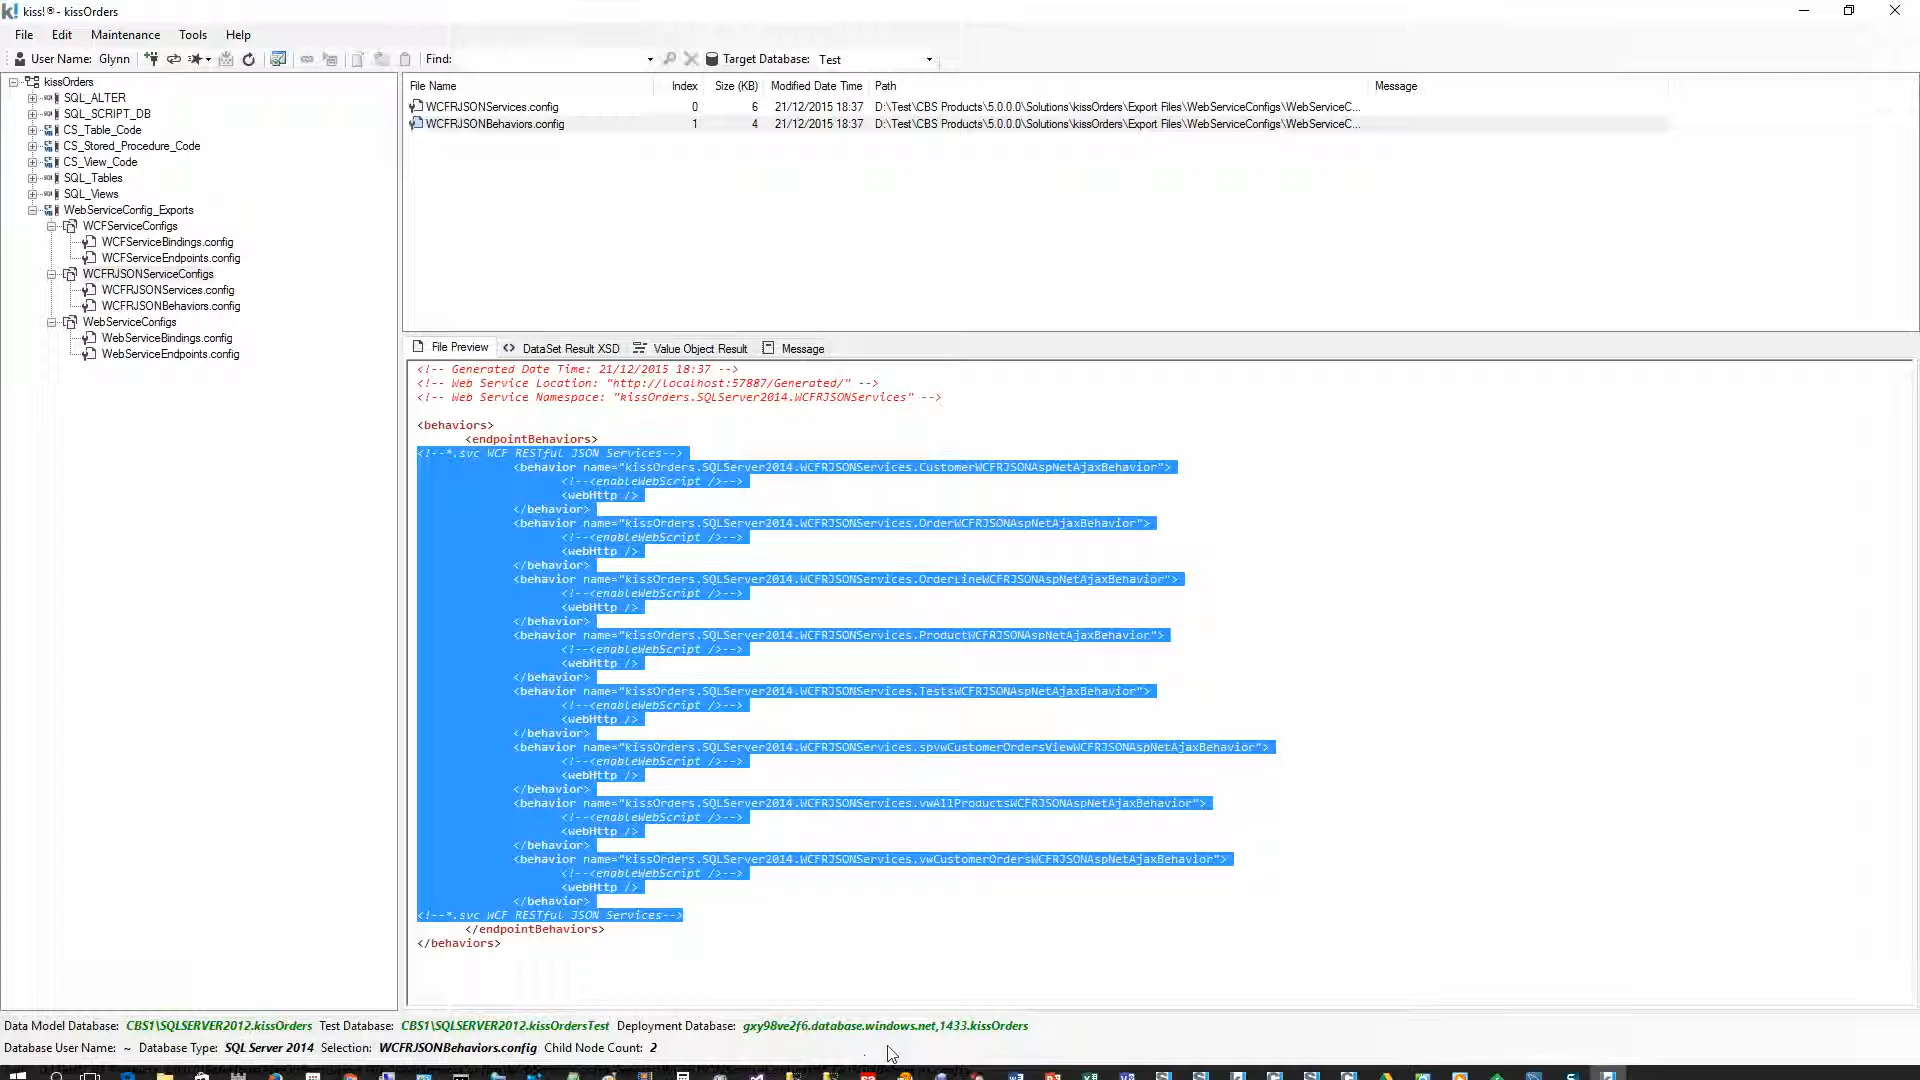 kiss!® - kissOrders
File Edit Maintenance Tools Help
User Name: Glynn Find: Target Database: Test
kissOrders
SQL_ALTER
SQL_SCRIPT_DB
CS_Table_Code
CS_Stored_Procedure_Code
CS_View_Code
SQL_Tables
SQL_Views
WebServiceConfig_Exports
WCFServiceConfigs
WCFServiceBindings.config
WCFServiceEndpoints.config
WCFRJSONServiceConfigs
WCFRJSONServices.config
WCFRJSONBehaviors.config
WebServiceConfigs
WebServiceBindings.config
WebServiceEndpoints.config
File Name Index Size (KB) Modified Date Time Path Message
WCFRJSONServices.config 0 6 21/12/2015 18:37 D:\Test\CBS Products\5.0.0.0\Solutions\kissOrders\Export Files\WebServiceConfigs\WebServiceC...
WCFRJSONBehaviors.config 1 4 21/12/2015 18:37 D:\Test\CBS Products\5.0.0.0\Solutions\kissOrders\Export Files\WebServiceConfigs\WebServiceC...
File Preview DataSet Result XSD Value Object Result Message
<!-- Generated Date Time: 21/12/2015 18:37 -->
<!-- Web Service Location: "http://localhost:57887/Generated/" -->
<!-- Web Service Namespace: "kissOrders.SQLServer2014.WCFRJSONServices" -->
<behaviors>
<endpointBehaviors>
<!--*.svc WCF RESTful JSON Services-->
<behavior name="kissOrders.SQLServer2014.WCFRJSONServices.CustomerWCFRJSONAspNetAjaxBehavior">
<!--<enableWebScript />-->
<webHttp />
</behavior>
<behavior name="kissOrders.SQLServer2014.WCFRJSONServices.OrderWCFRJSONAspNetAjaxBehavior">
<!--<enableWebScript />-->
<webHttp />
</behavior>
<behavior name="kissOrders.SQLServer2014.WCFRJSONServices.OrderLineWCFRJSONAspNetAjaxBehavior">
<!--<enableWebScript />-->
<webHttp />
</behavior>
<behavior name="kissOrders.SQLServer2014.WCFRJSONServices.ProductWCFRJSONAspNetAjaxBehavior">
<!--<enableWebScript />-->
<webHttp />
</behavior>
<behavior name="kissOrders.SQLServer2014.WCFRJSONServices.TestsWCFRJSONAspNetAjaxBehavior">
<!--<enableWebScript />-->
<webHttp />
</behavior>
<behavior name="kissOrders.SQLServer2014.WCFRJSONServices.spvwCustomerOrdersViewWCFRJSONAspNetAjaxBehavior">
<!--<enableWebScript />-->
<webHttp />
</behavior>
<behavior name="kissOrders.SQLServer2014.WCFRJSONServices.vwAllProductsWCFRJSONAspNetAjaxBehavior">
<!--<enableWebScript />-->
<webHttp />
</behavior>
<behavior name="kissOrders.SQLServer2014.WCFRJSONServices.vwCustomerOrdersWCFRJSONAspNetAjaxBehavior">
<!--<enableWebScript />-->
<webHttp />
</behavior>
<!--*.svc WCF RESTful JSON Services-->
</endpointBehaviors>
</behaviors>
Data Model Database: CBS1\SQLSERVER2012.kissOrders Test Database: CBS1\SQLSERVER2012.kissOrdersTest Deployment Database: gxy98ve2f6.database.windows.net,1433.kissOrders
Database User Name: ~ Database Type: SQL Server 2014 Selection: WCFRJSONBehaviors.config Child Node Count: 2